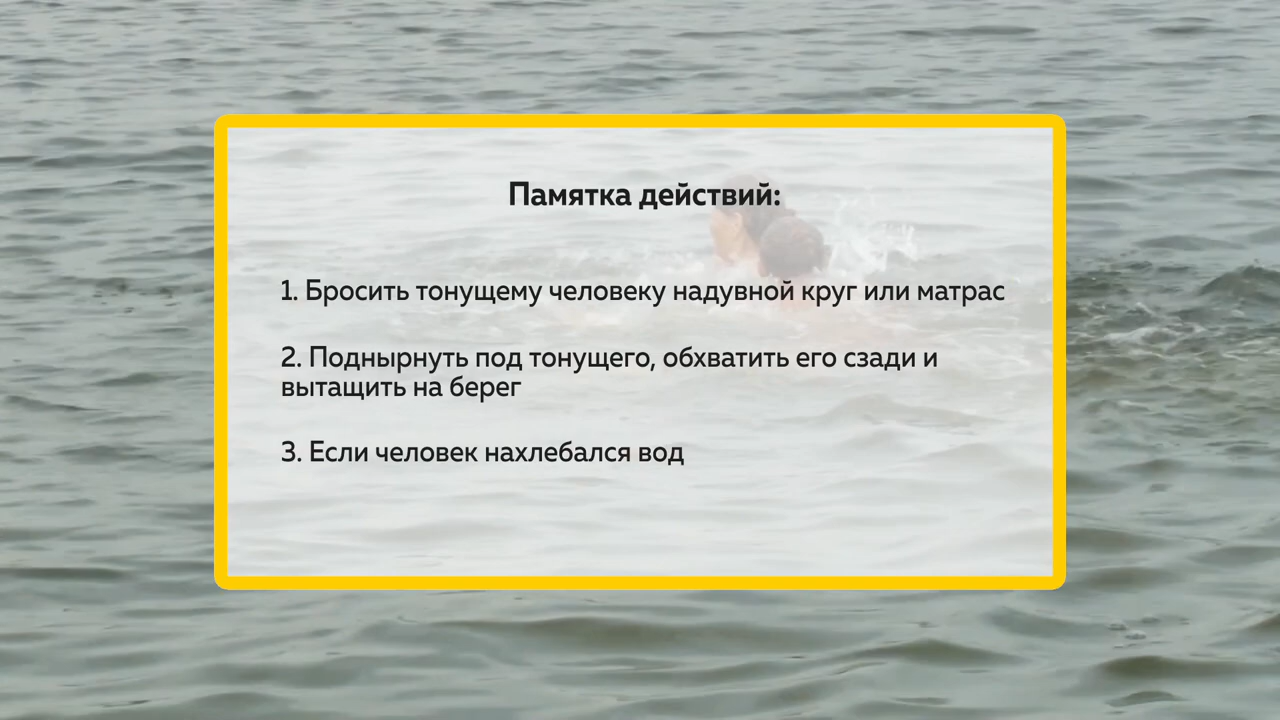 Памятка действий:
1. Бросить тонущему человеку надувной круг или матрас
2. Поднырнуть под тонущего, обхватить его сзади и
вытащить на берег
3. Если человек нахлебался вод